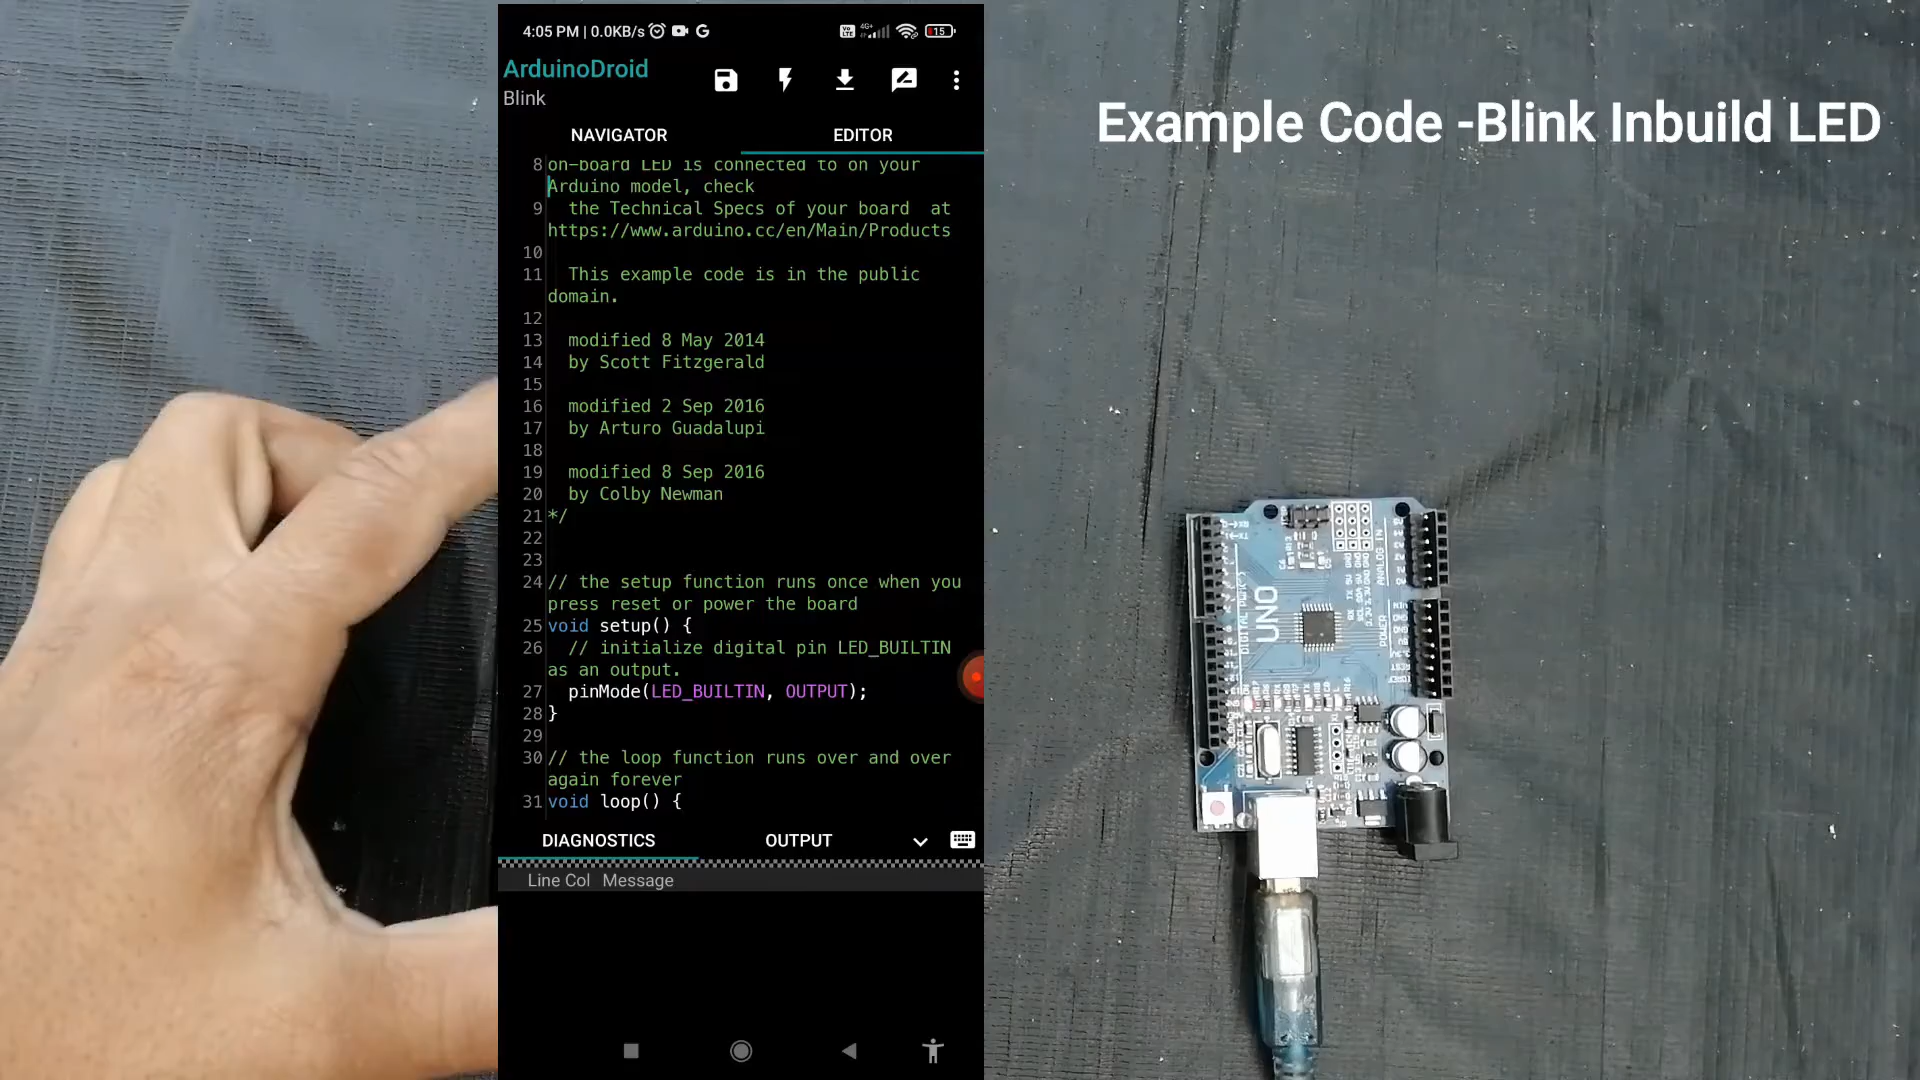 4:05 PM | 0.0KB/s
15
ArduinoDroid
Blink
NAVIGATOR
EDITOR
8 on-board LED is connected to on your
Arduino model, check
9 the Technical Specs of your board  at
https://www.arduino.cc/en/Main/Products
10
11 This example code is in the public
domain.
12
13 modified 8 May 2014
14 by Scott Fitzgerald
15
16 modified 2 Sep 2016
17 by Arturo Guadalupi
18
19 modified 8 Sep 2016
20 by Colby Newman
21 */
22
23
24 // the setup function runs once when you
press reset or power the board
25 void setup() {
26 // initialize digital pin LED_BUILTIN
as an output.
27 pinMode(LED_BUILTIN, OUTPUT);
28 }
29
30 // the loop function runs over and over
again forever
31 void loop() {
DIAGNOSTICS
OUTPUT
Line Col Message
Example Code -Blink Inbuild LED
UNO
ANALOG IN
POWER